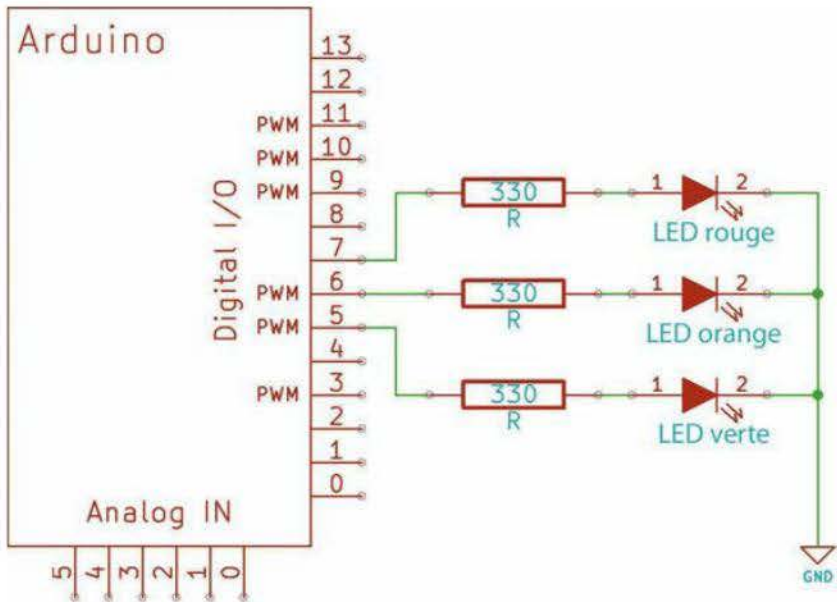 Arduino
Digital I/O
13
12
PWM 11
PWM 10
PWM 9
8
7
PWM 6
PWM 5
4
PWM 3
2
1
0
330
R
1 2
LED rouge
330
R
1 2
LED orange
330
R
1 2
LED verte
Analog IN
5 4 3 2 1 0
GND